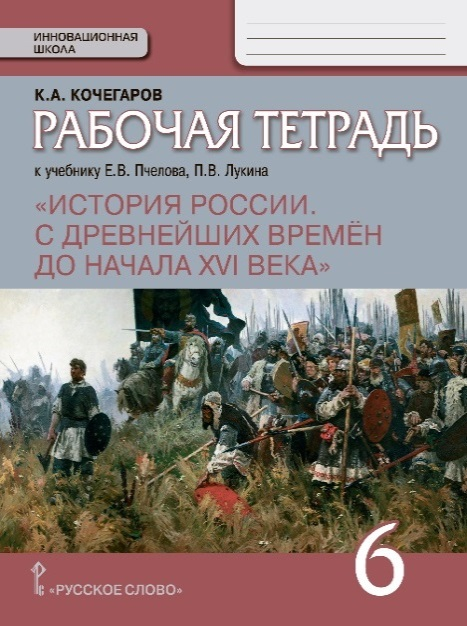 ИННОВАЦИОННАЯ
ШКОЛА
К.А. КОЧЕГАРОВ
РАБОЧАЯ ТЕТРАДЬ
к учебнику Е.В. Пчелова, П.В. Лукина
«ИСТОРИЯ РОССИИ.
С ДРЕВНЕЙШИХ ВРЕМЁН
ДО НАЧАЛА XVI ВЕКА»
6
РС «РУССКОЕ СЛОВО»